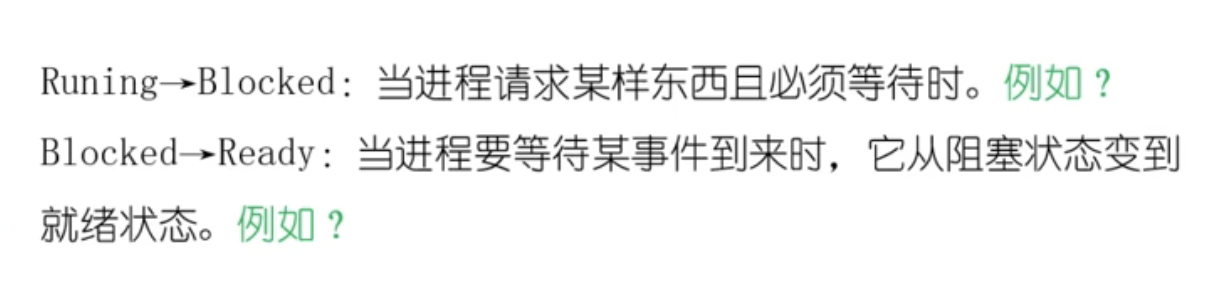 Runing→Blocked: 当进程请求某样东西且必须等待时。例如？
Blocked→Ready: 当进程要等待某事件到来时，它从阻塞状态变到
就绪状态。例如？